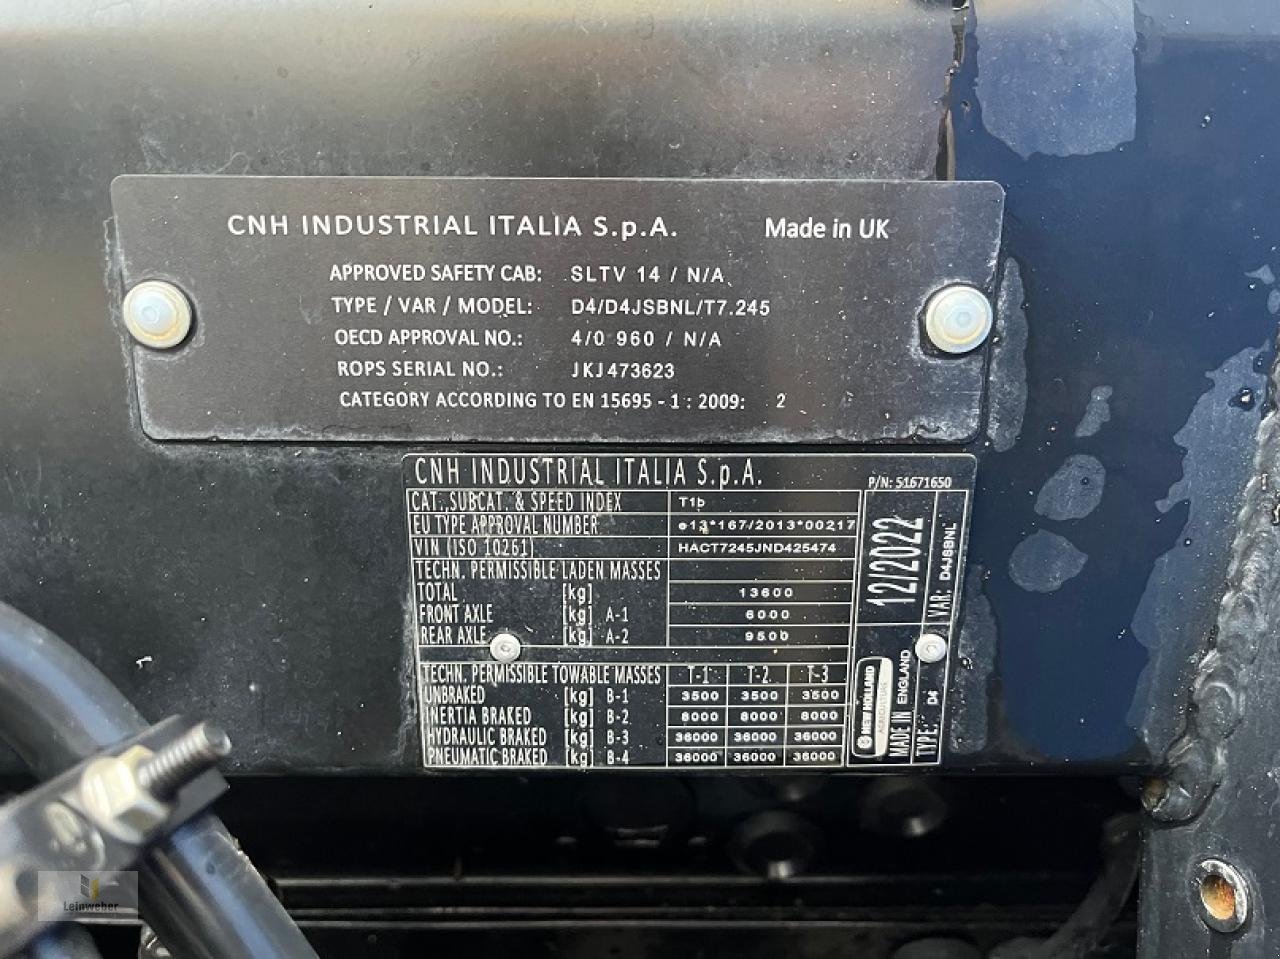 CNH INDUSTRIAL ITALIA S.p.A. Made in UK
APPROVED SAFETY CAB: SLTV 14 / N/A
TYPE / VAR / MODEL: D4/D4JSBNL/T7.245
OECD APPROVAL NO.: 4/0 960 / N/A
ROPS SERIAL NO.: JKJ473623
CATEGORY ACCORDING TO EN 15695 - 1 : 2009: 2
CNH INDUSTRIAL ITALIA S.p.A. P/N: 51671650
CAT., SUBCAT. & SPEED INDEX T1b
EU TYPE APPROVAL NUMBER e13*167/2013*00217
VIN (ISO 10261) HACT7245JND425474
TECHN. PERMISSIBLE LADEN MASSES
TOTAL [kg] 13600
FRONT AXLE [kg] A-1 6000
REAR AXLE [kg] A-2 9500
TECHN. PERMISSIBLE TOWABLE MASSES T-1 T-2 T-3
UNBRAKED [kg] B-1 3500 3500 3500
INERTIA BRAKED [kg] B-2 8000 8000 8000
HYDRAULIC BRAKED [kg] B-3 36000 36000 36000
PNEUMATIC BRAKED [kg] B-4 36000 36000 36000
12/2022
VAR: D4JSBNL
NEW HOLLAND
AGRICULTURE
MADE IN ENGLAND
TYPE: D4
Leinweber